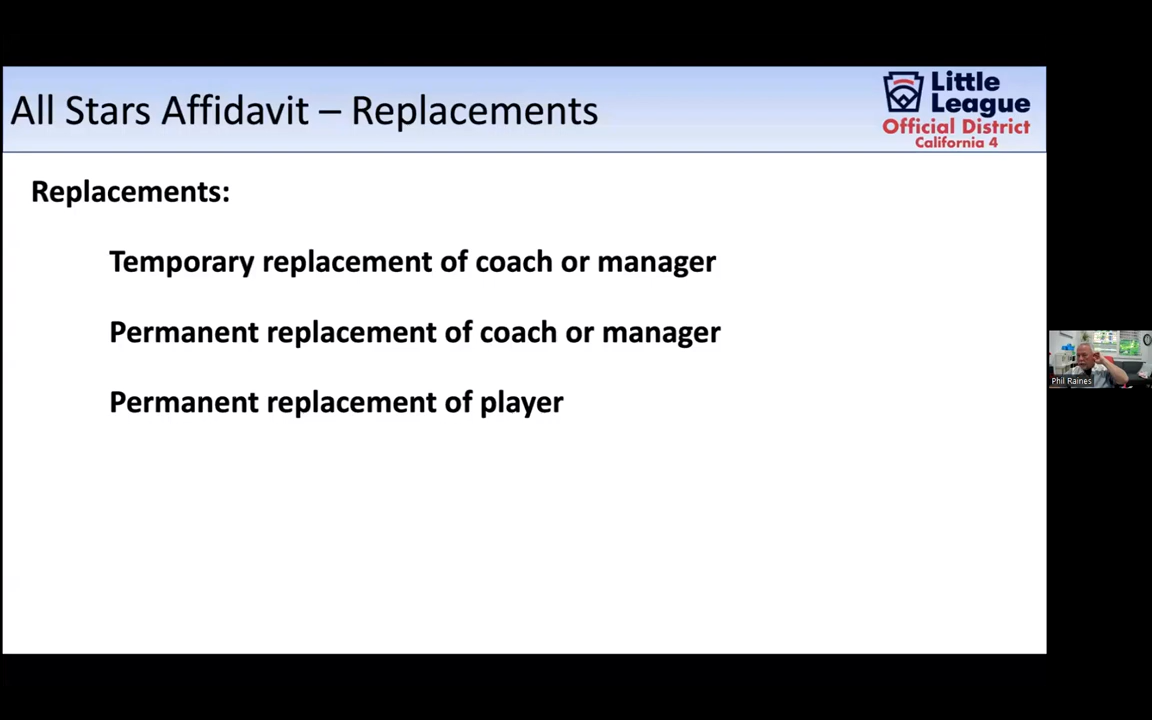 All Stars Affidavit – Replacements
Little
League
Official District
California 4
Replacements:
Temporary replacement of coach or manager
Permanent replacement of coach or manager
Permanent replacement of player
Phil Raines